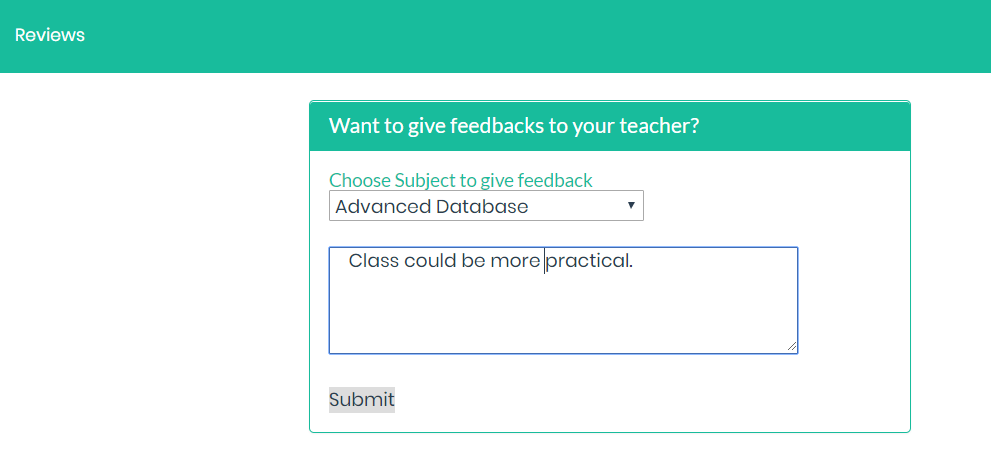 Reviews
Want to give feedbacks to your teacher?
Choose Subject to give feedback
Advanced Database
Class could be more practical.
Submit